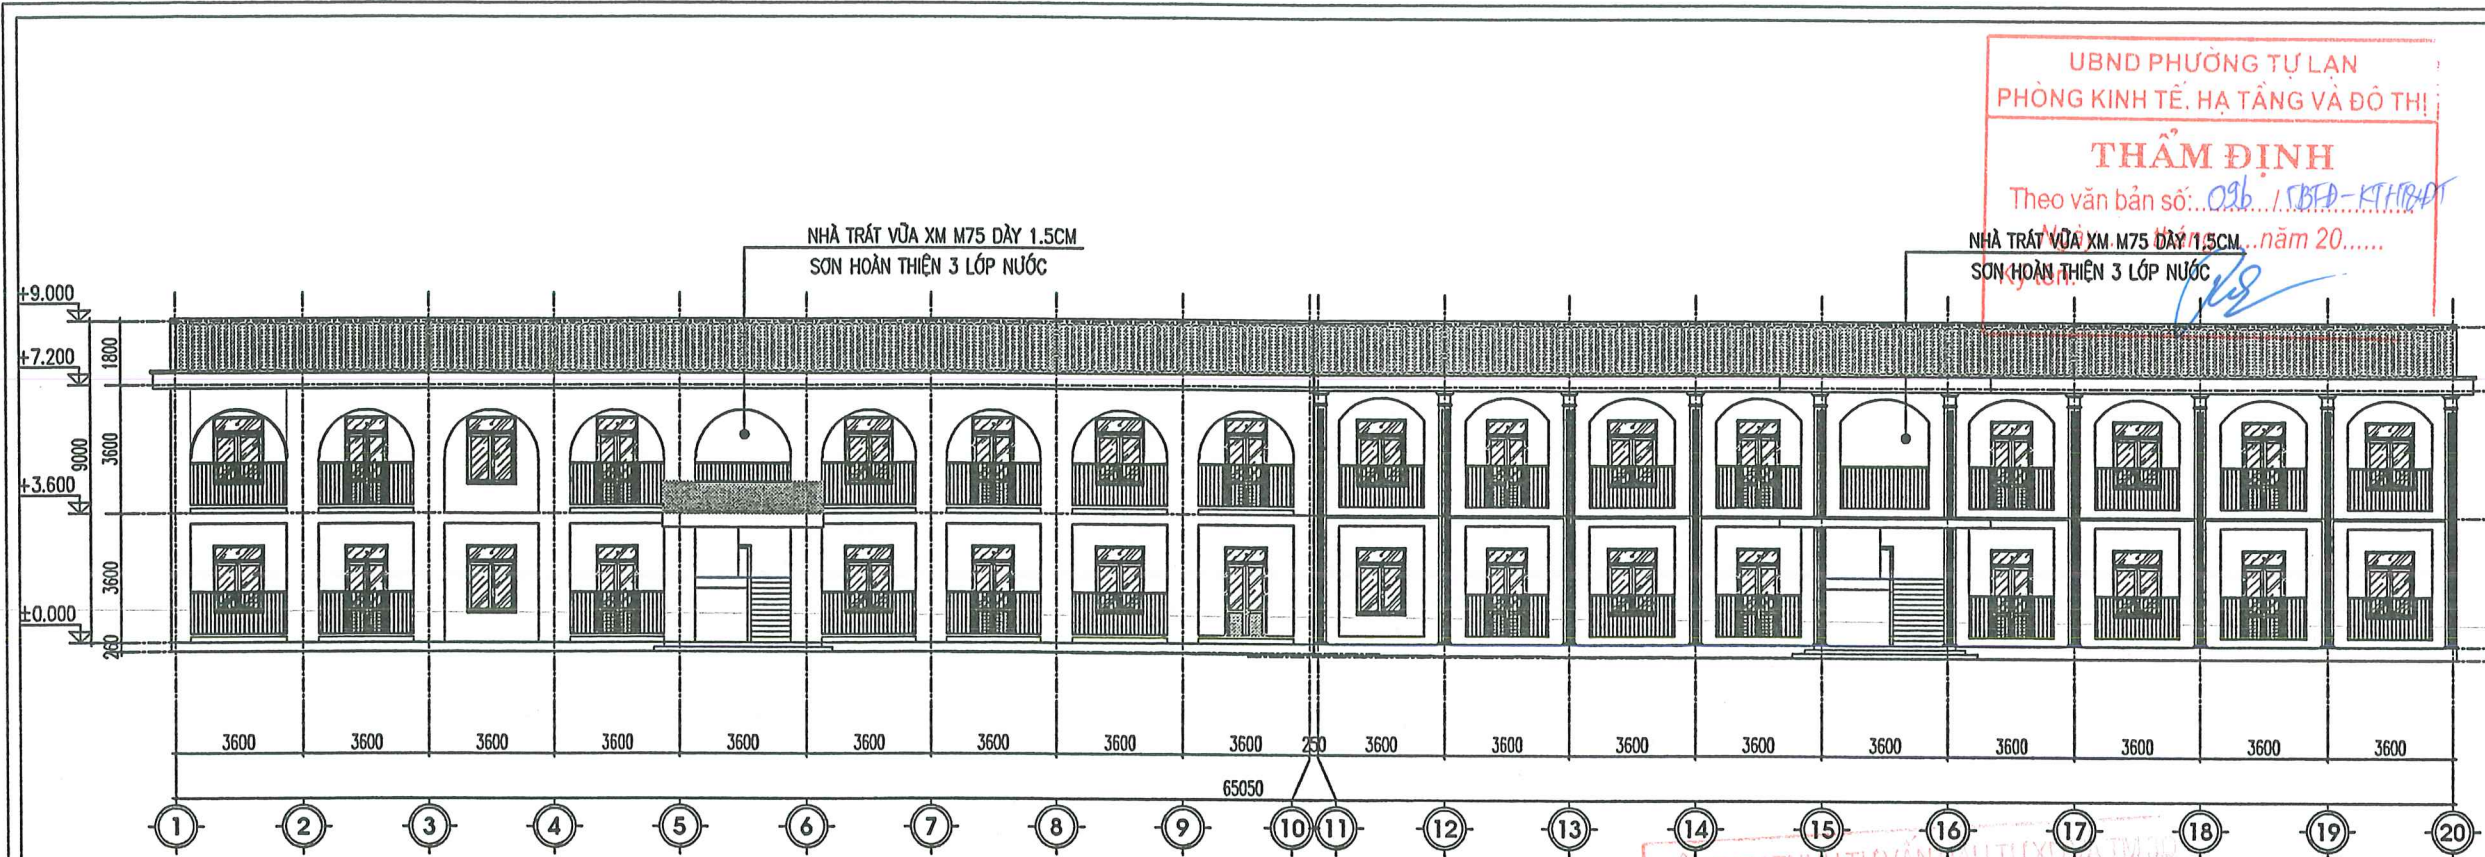 UBND PHƯỜNG TỰ LẠN
PHÒNG KINH TẾ, HẠ TẦNG VÀ ĐÔ THỊ
THẨM ĐỊNH
Theo văn bản số: 09b /
Ngày..... tháng.....năm 20......
Ký tên:
NHÀ TRÁT VỮA XM M75 DÀY 1.5CM
SƠN HOÀN THIỆN 3 LỚP NƯỚC
NHÀ TRÁT VỮA XM M75 DÀY 1,5CM
SƠN HOÀN THIỆN 3 LỚP NƯỚC
+9.000
+7.200
+3.600
±0.000
1800
9000
3600
3600
260
3600 3600 3600 3600 3600 3600 3600 3600 3600 250 3600 3600 3600 3600 3600 3600 3600 3600 3600
65050
1 2 3 4 5 6 7 8 9 10 11 12 13 14 15 16 17 18 19 20